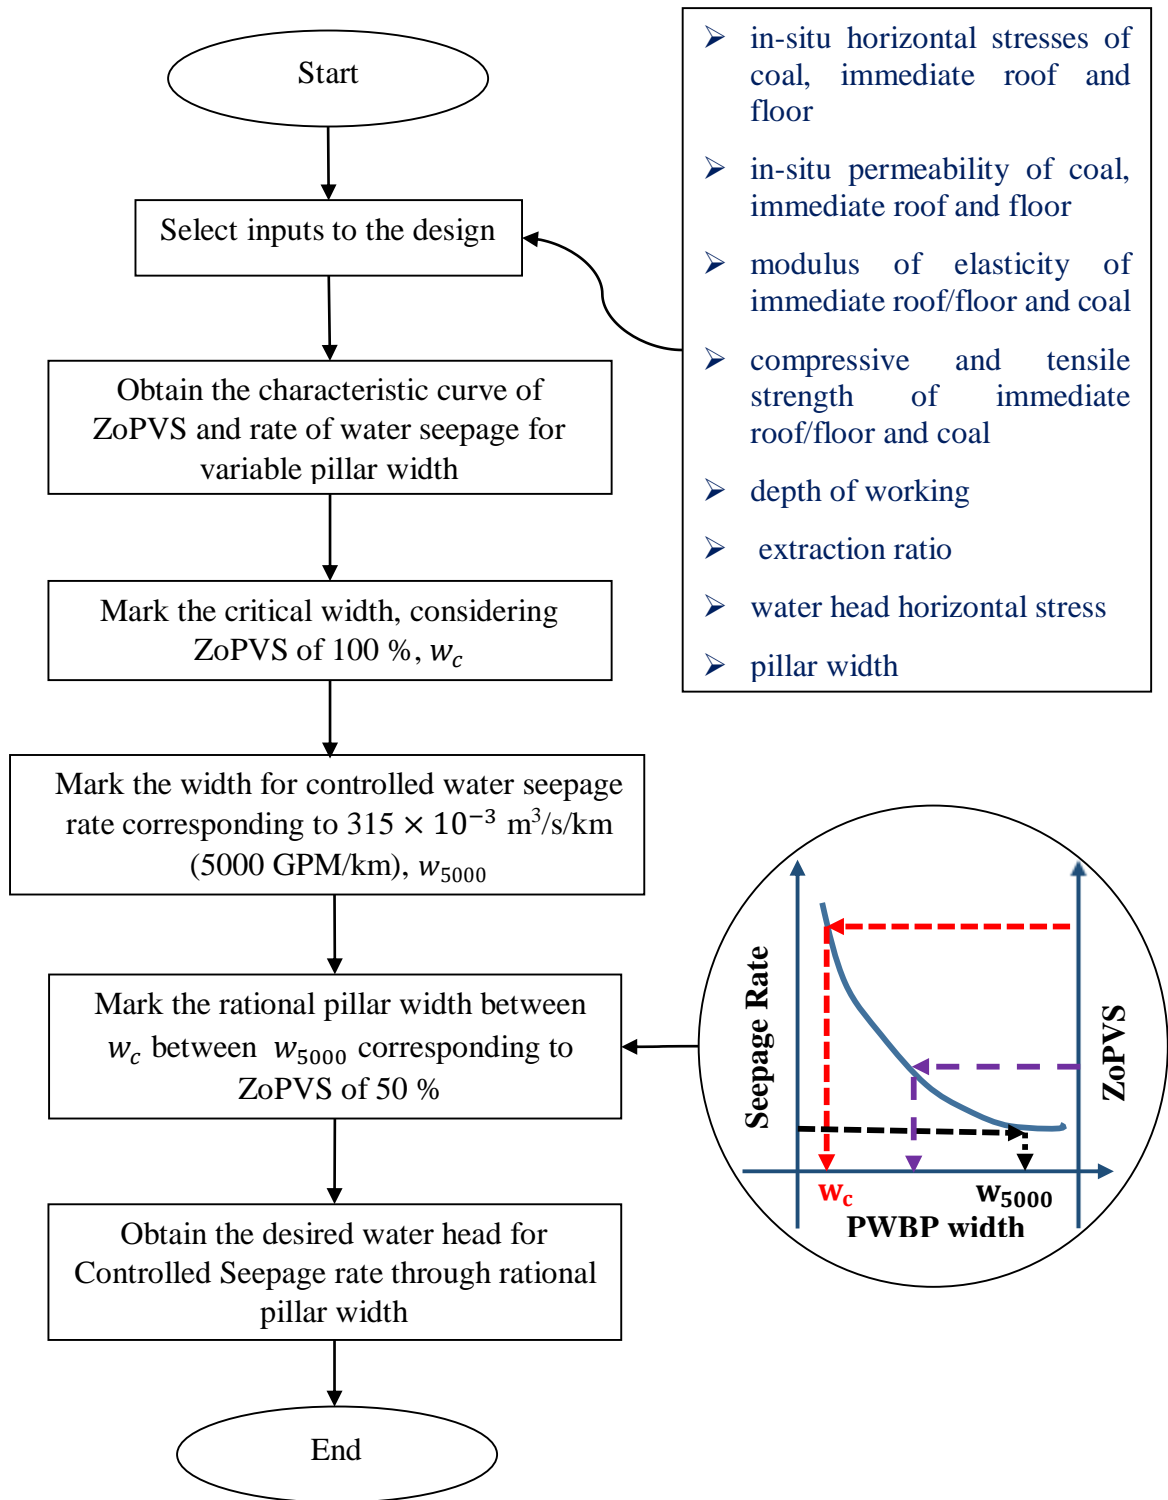 Start
Select inputs to the design
Obtain the characteristic curve of
ZoPVS and rate of water seepage for
variable pillar width
Mark the critical width, considering
ZoPVS of 100 %, w_c
Mark the width for controlled water seepage
rate corresponding to 315 × 10⁻³ m³/s/km
(5000 GPM/km), w₅₀₀₀
Mark the rational pillar width between
w_c between w₅₀₀₀ corresponding to
ZoPVS of 50 %
Obtain the desired water head for
Controlled Seepage rate through rational
pillar width
End
➢ in-situ horizontal stresses of
coal, immediate roof and
floor
➢ in-situ permeability of coal,
immediate roof and floor
➢ modulus of elasticity of
immediate roof/floor and coal
➢ compressive and tensile
strength of immediate
roof/floor and coal
➢ depth of working
➢ extraction ratio
➢ water head horizontal stress
➢ pillar width
Seepage Rate
ZoPVS
w_c
w₅₀₀₀
PWBP width